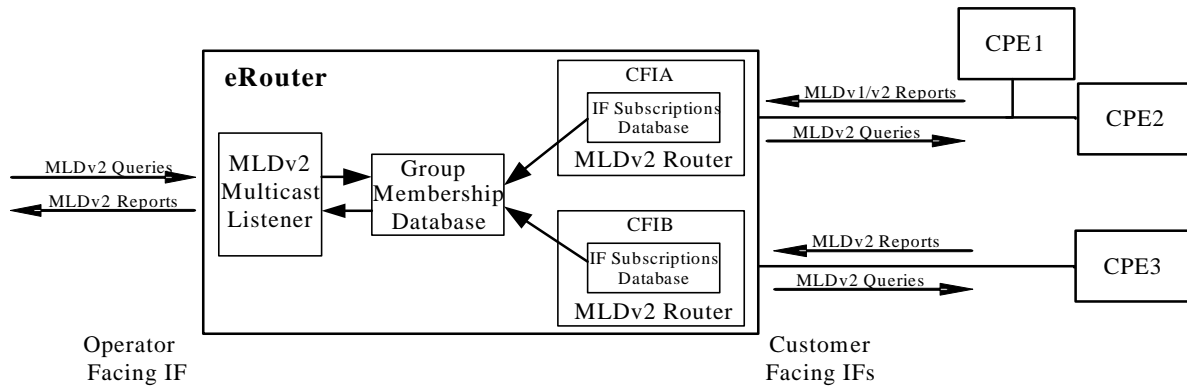 CPE1
eRouter
CFIA
MLDv1/v2 Reports
IF Subscriptions
Database
CPE2
MLDv2 Queries
MLDv2 Router
MLDv2
Multicast
Listener
Group
Membership
Database
MLDv2 Queries
MLDv2 Reports
CFIB
MLDv2 Reports
IF Subscriptions
Database
CPE3
MLDv2 Queries
MLDv2 Router
Operator
Facing IF
Customer
Facing IFs